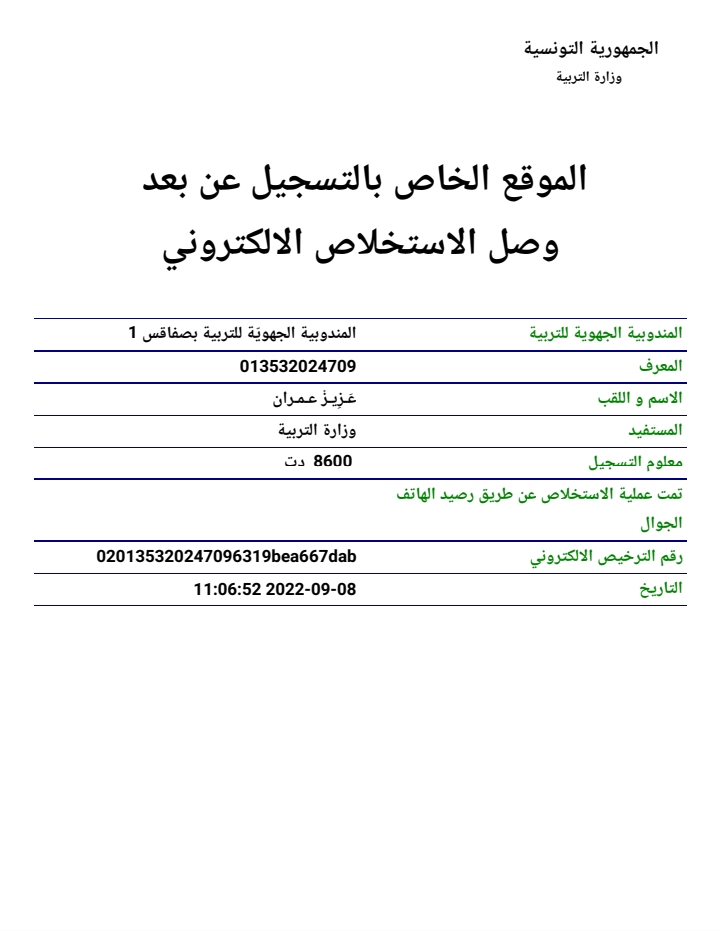 الجمهورية التونسية
وزارة التربية
الموقع الخاص بالتسجيل عن بعد
وصل الاستخلاص الالكتروني
المندوبية الجهوية للتربية المندوبية الجهويّة للتربية بصفاقس 1
المعرف 013532024709
الاسم و اللقب عَـزِيـزْ عـمـران
المستفيد وزارة التربية
معلوم التسجيل 8600 دت
تمت عملية الاستخلاص عن طريق رصيد الهاتف
الجوال
رقم الترخيص الالكتروني 020135320247096319bea667dab
التاريخ 2022-09-08 11:06:52